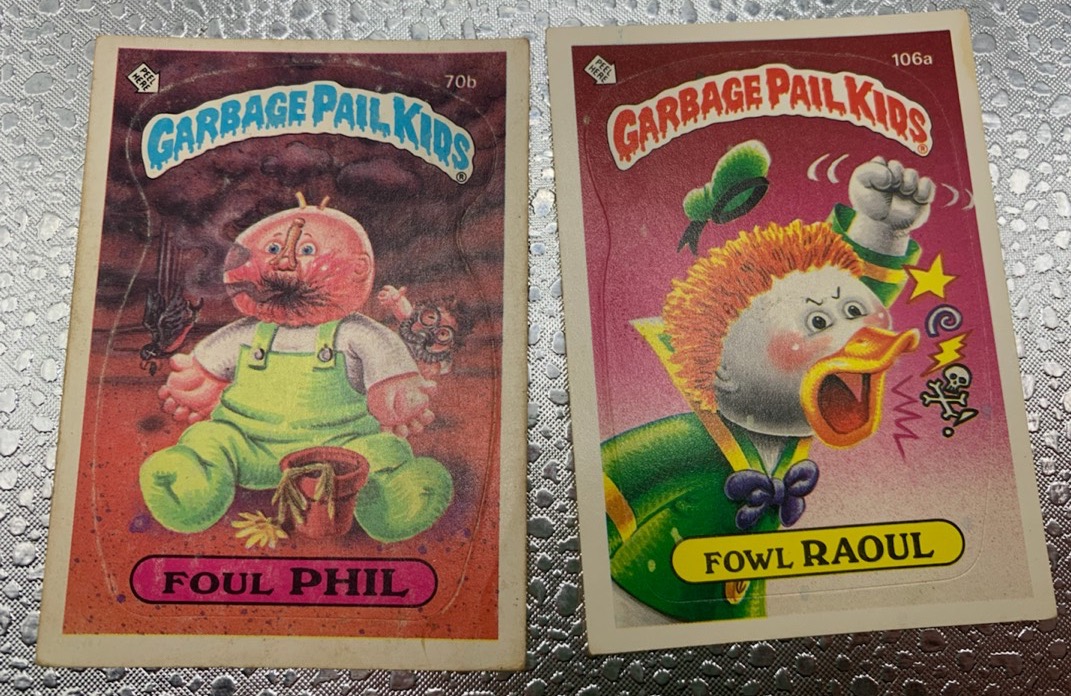 PEEL HERE
70b
GARBAGE PAIL KIDS®
FOUL PHIL
PEEL HERE
106a
GARBAGE PAIL KIDS®
FOWL RAOUL